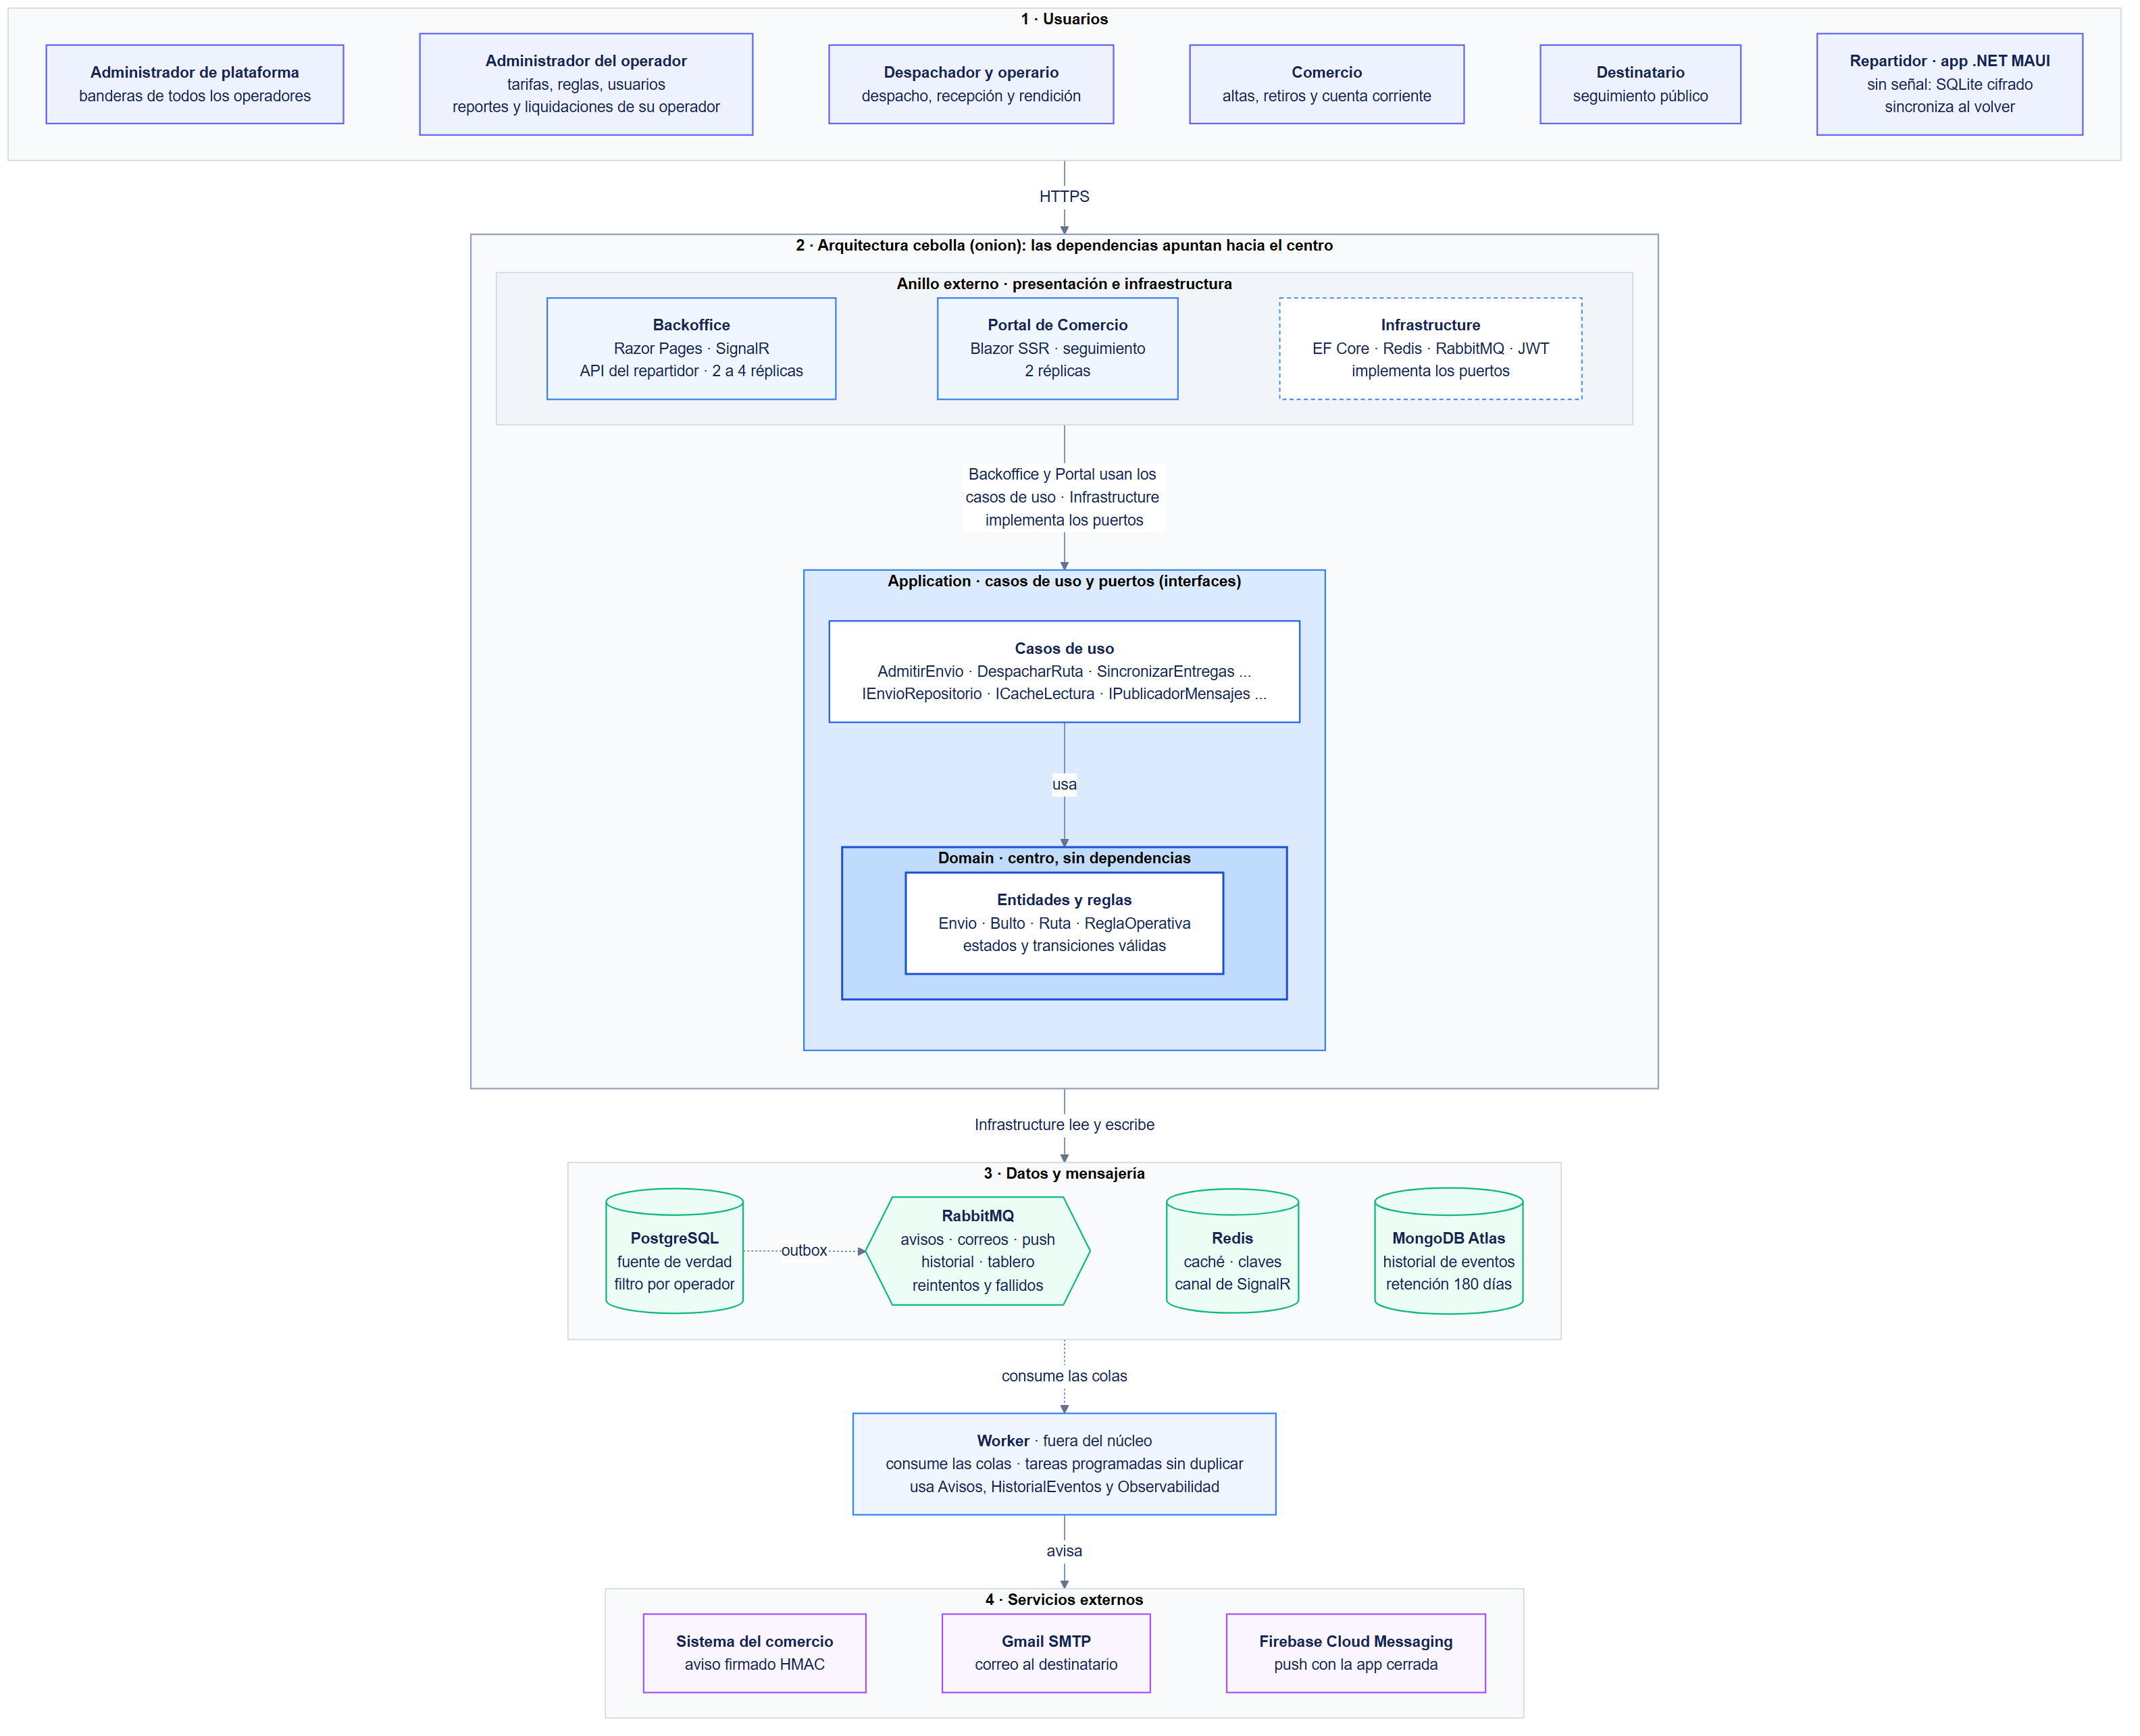 1 · Usuarios
Administrador de plataforma
banderas de todos los operadores
Administrador del operador
tarifas, reglas, usuarios
reportes y liquidaciones de su operador
Despachador y operario
despacho, recepción y rendición
Comercio
altas, retiros y cuenta corriente
Destinatario
seguimiento público
Repartidor · app .NET MAUI
sin señal: SQLite cifrado
sincroniza al volver
HTTPS
2 · Arquitectura cebolla (onion): las dependencias apuntan hacia el centro
Anillo externo · presentación e infraestructura
Backoffice
Razor Pages · SignalR
API del repartidor · 2 a 4 réplicas
Portal de Comercio
Blazor SSR · seguimiento
2 réplicas
Infrastructure
EF Core · Redis · RabbitMQ · JWT
implementa los puertos
Backoffice y Portal usan los
casos de uso · Infrastructure
implementa los puertos
Application · casos de uso y puertos (interfaces)
Casos de uso
AdmitirEnvio · DespacharRuta · SincronizarEntregas ...
IEnvioRepositorio · ICacheLectura · IPublicadorMensajes ...
usa
Domain · centro, sin dependencias
Entidades y reglas
Envio · Bulto · Ruta · ReglaOperativa
estados y transiciones válidas
Infrastructure lee y escribe
3 · Datos y mensajería
PostgreSQL
fuente de verdad
filtro por operador
outbox
RabbitMQ
avisos · correos · push
historial · tablero
reintentos y fallidos
Redis
caché · claves
canal de SignalR
MongoDB Atlas
historial de eventos
retención 180 días
consume las colas
Worker · fuera del núcleo
consume las colas · tareas programadas sin duplicar
usa Avisos, HistorialEventos y Observabilidad
avisa
4 · Servicios externos
Sistema del comercio
aviso firmado HMAC
Gmail SMTP
correo al destinatario
Firebase Cloud Messaging
push con la app cerrada